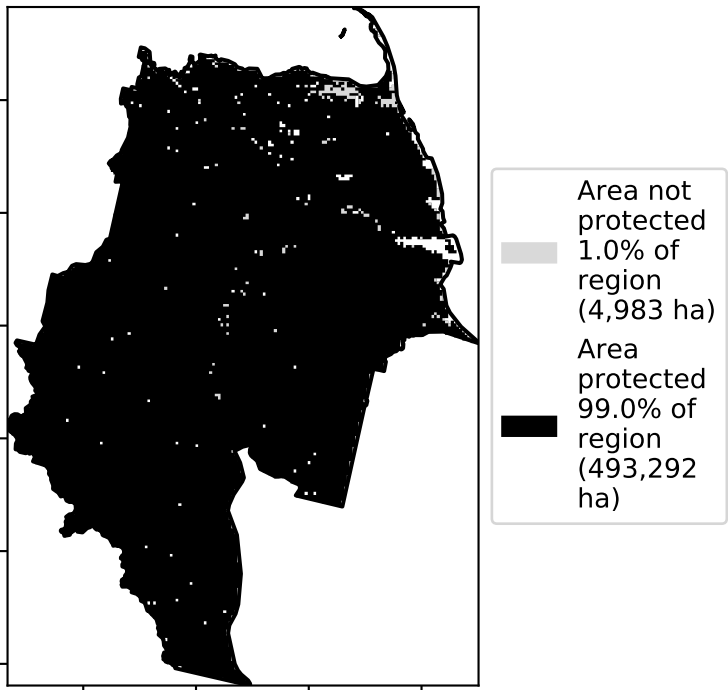 Area not
protected
1.0% of
region
(4,983 ha)
Area
protected
99.0% of
region
(493,292
ha)